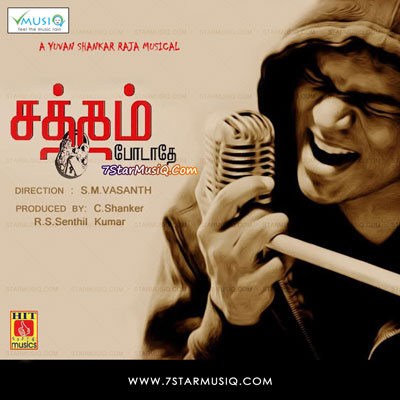 VMUSIQ
feel the music rain
A YUVAN SHANKAR RAJA MUSICAL
சத்தம்
போடாதே
7StarMusiQ.Com
DIRECTION : S.M.VASANTH
PRODUCED BY: C.Shanker
R.S.Senthil Kumar
HIT
musics
WWW.7STARMUSIQ.COM